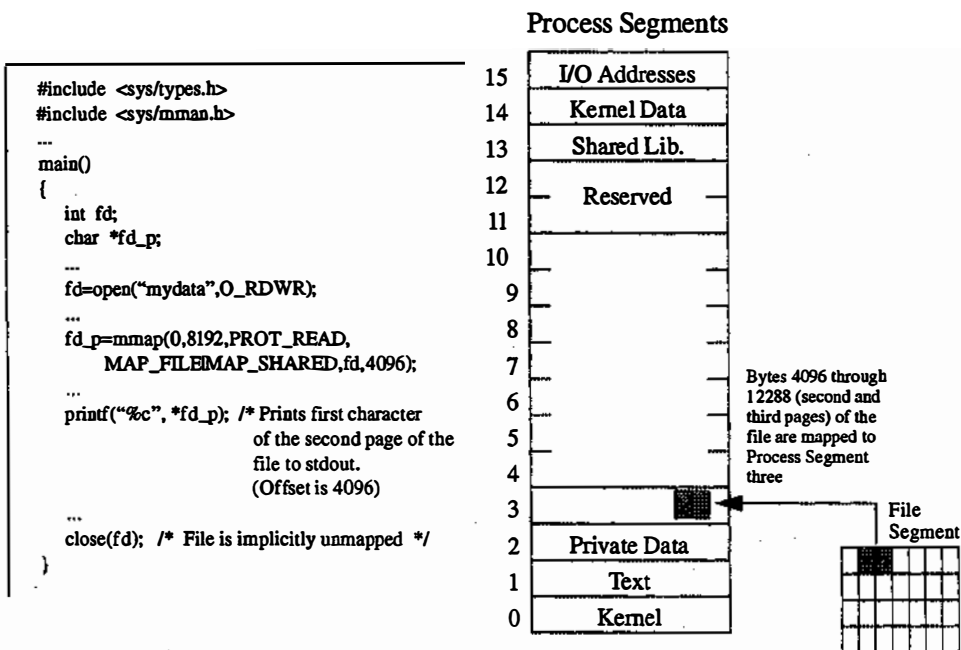 Process Segments
#include <sys/types.h>
#include <sys/mman.h>
...
main()
{
int fd;
char *fd_p;
...
fd=open("mydata",O_RDWR);
...
fd_p=mmap(0,8192,PROT_READ,
MAP_FILE|MAP_SHARED,fd,4096);
...
printf("%c", *fd_p); /* Prints first character
of the second page of the
file to stdout.
(Offset is 4096)
...
close(fd); /* File is implicitly unmapped */
}
15 I/O Addresses
14 Kernel Data
13 Shared Lib.
12 Reserved
11
10
9
8
7
6
5
4
3
2 Private Data
1 Text
0 Kernel
Bytes 4096 through
12288 (second and
third pages) of the
file are mapped to
Process Segment
three
File
Segment